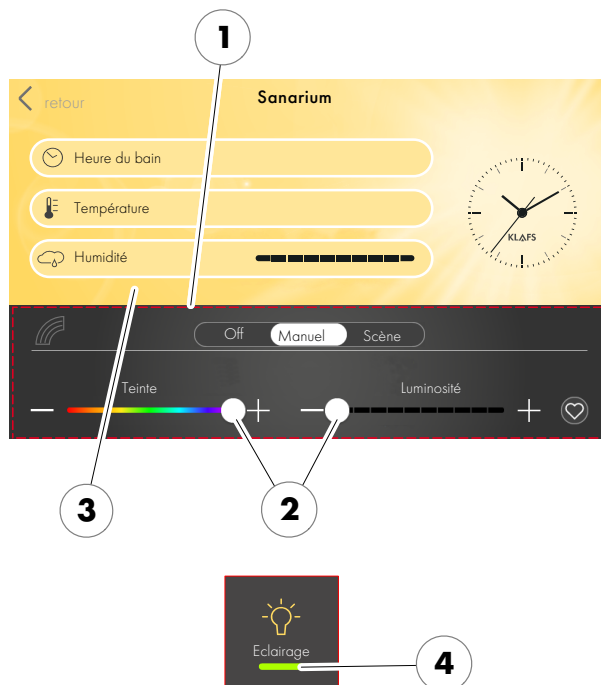 1
retour
Sanarium
Heure du bain
Température
Humidité
KLAFS
Off Manuel Scène
Teinte
Luminosité
3
2
Eclairage
4